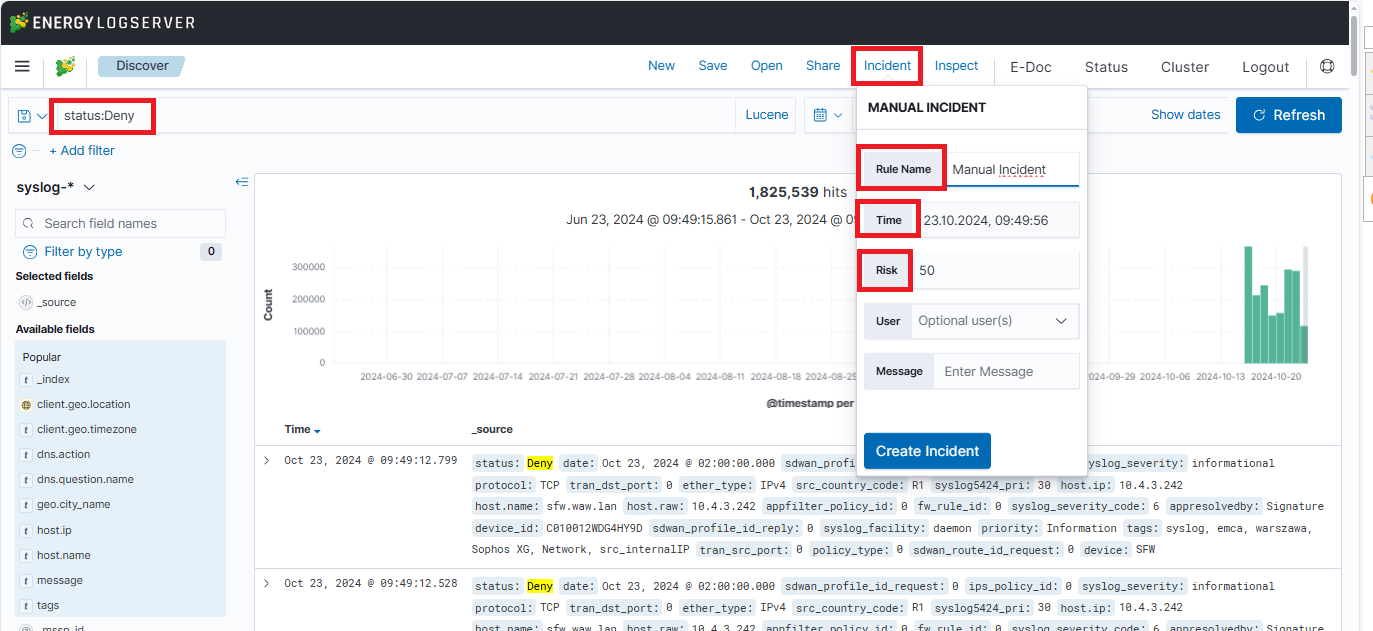 ENERGY LOGSERVER
Discover
New Save Open Share Incident Inspect E-Doc Status Cluster Logout
status:Deny
Lucene
Show dates
Refresh
+ Add filter
MANUAL INCIDENT
Rule Name Manual Incident
Time 23.10.2024, 09:49:56
Risk 50
User Optional user(s)
Message Enter Message
Create Incident
syslog-*
Search field names
Filter by type 0
Selected fields
_source
Available fields
Popular
t _index
client.geo.location
t client.geo.timezone
t dns.action
t dns.question.name
t geo.city_name
t host.ip
t host.name
t message
t tags
_mssp_id
1,825,539 hits
Jun 23, 2024 @ 09:49:15.861 - Oct 23, 2024 @
Count
300000
200000
100000
0
2024-06-30 2024-07-07 2024-07-14 2024-07-21 2024-07-28 2024-08-04 2024-08-11 2024-08-18 2024-08-25 2024-09-29 2024-10-06 2024-10-13 2024-10-20
@timestamp per
Time _source
Oct 23, 2024 @ 09:49:12.799 status: Deny date: Oct 23, 2024 @ 02:00:00.000 syslog_severity: informational
protocol: TCP tran_dst_port: 0 ether_type: IPv4 src_country_code: R1 syslog5424_pri: 30 host.ip: 10.4.3.242
host.name: sfw.waw.lan host.raw: 10.4.3.242 appfilter_policy_id: 0 fw_rule_id: 0 syslog_severity_code: 6 appresolvedby: Signature
device_id: C010012WDG4HY9D sdwan_profile_id_reply: 0 syslog_facility: daemon priority: Information tags: syslog, emca, warszawa,
Sophos XG, Network, src_internalIP tran_src_port: 0 policy_type: 0 sdwan_route_id_request: 0 device: SFW
Oct 23, 2024 @ 09:49:12.528 status: Deny date: Oct 23, 2024 @ 02:00:00.000 sdwan_profile_id_request: 0 ips_policy_id: 0 syslog_severity: informational
protocol: TCP tran_dst_port: 0 ether_type: IPv4 src_country_code: R1 syslog5424_pri: 30 host.ip: 10.4.3.242
host.name: sfw.waw.lan host.raw: 10.4.3.242 appfilter_policy_id: 0 fw_rule_id: 0 syslog_severity_code: 6 appresolvedby: Signature